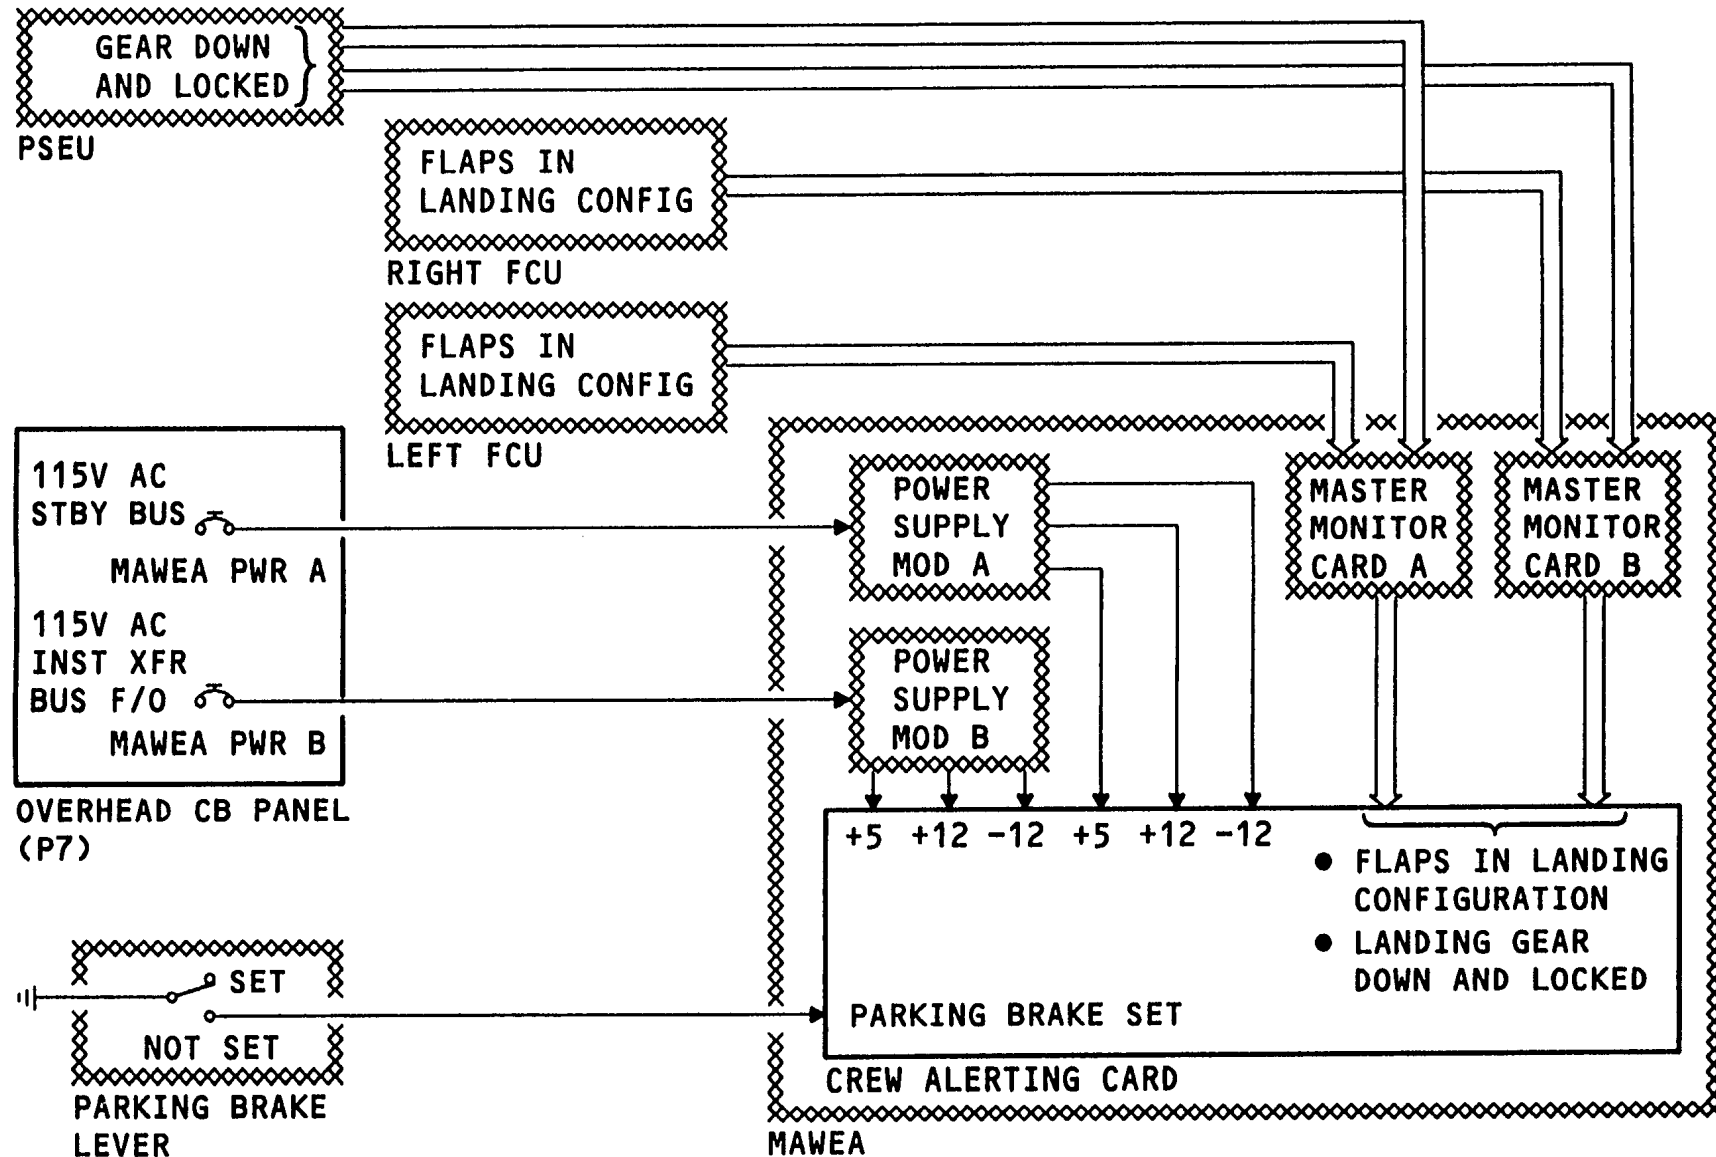 GEAR DOWN
AND LOCKED
PSEU
FLAPS IN
LANDING CONFIG
RIGHT FCU
FLAPS IN
LANDING CONFIG
LEFT FCU
115V AC
STBY BUS
MAWEA PWR A
115V AC
INST XFR
BUS F/O
MAWEA PWR B
OVERHEAD CB PANEL
(P7)
POWER
SUPPLY
MOD A
POWER
SUPPLY
MOD B
MASTER
MONITOR
CARD A
MASTER
MONITOR
CARD B
+5 +12 -12 +5 +12 -12
● FLAPS IN LANDING
CONFIGURATION
● LANDING GEAR
DOWN AND LOCKED
PARKING BRAKE SET
CREW ALERTING CARD
MAWEA
SET
NOT SET
PARKING BRAKE
LEVER